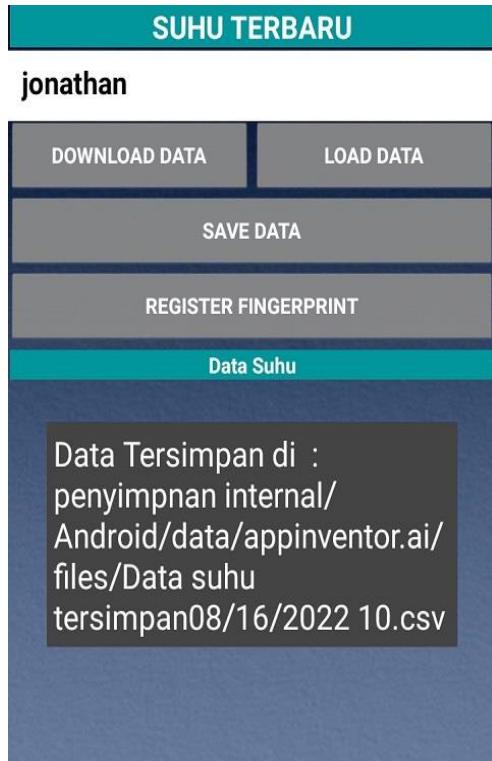 SUHU TERBARU
jonathan
DOWNLOAD DATA
LOAD DATA
SAVE DATA
REGISTER FINGERPRINT
Data Suhu
Data Tersimpan di :
penyimpnan internal/
Android/data/appinventor.ai/
files/Data suhu
tersimpan08/16/2022 10.csv